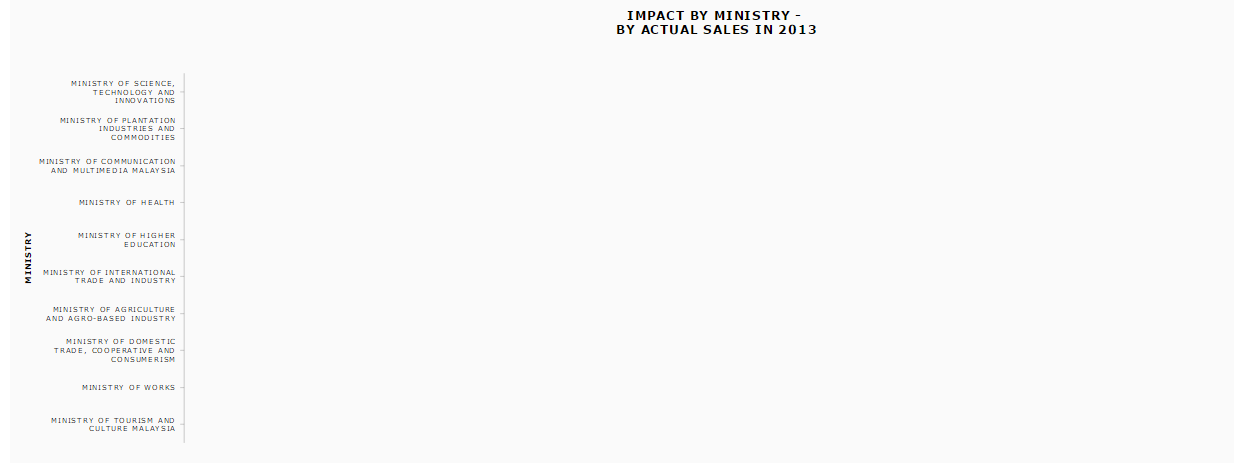 IMPACT BY MINISTRY -
BY ACTUAL SALES IN 2013
MINISTRY
MINISTRY OF SCIENCE,
TECHNOLOGY AND
INNOVATIONS
MINISTRY OF PLANTATION
INDUSTRIES AND
COMMODITIES
MINISTRY OF COMMUNICATION
AND MULTIMEDIA MALAYSIA
MINISTRY OF HEALTH
MINISTRY OF HIGHER
EDUCATION
MINISTRY OF INTERNATIONAL
TRADE AND INDUSTRY
MINISTRY OF AGRICULTURE
AND AGRO-BASED INDUSTRY
MINISTRY OF DOMESTIC
TRADE, COOPERATIVE AND
CONSUMERISM
MINISTRY OF WORKS
MINISTRY OF TOURISM AND
CULTURE MALAYSIA